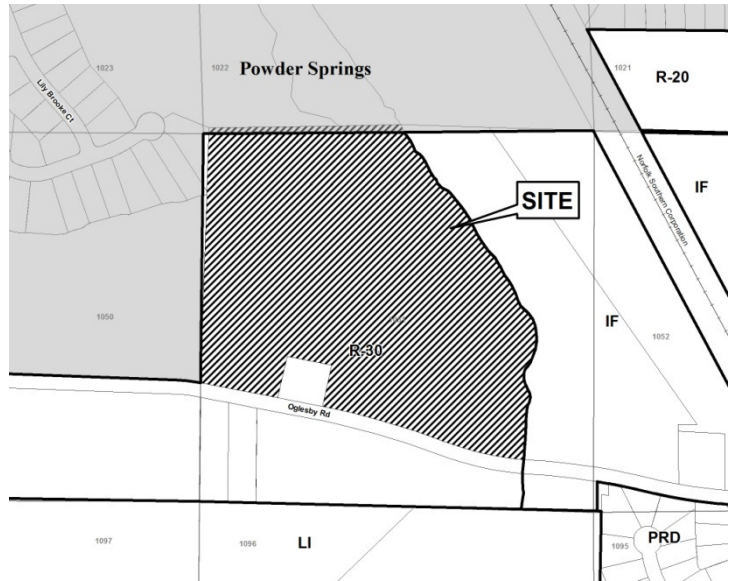 1023
1022
Powder Springs
1021
R-20
Lily Brooke Ct
Norfolk Southern Corporation
IF
SITE
1050
R-30
IF
1052
Oglesby Rd
1097
1096
LI
1095
PRD